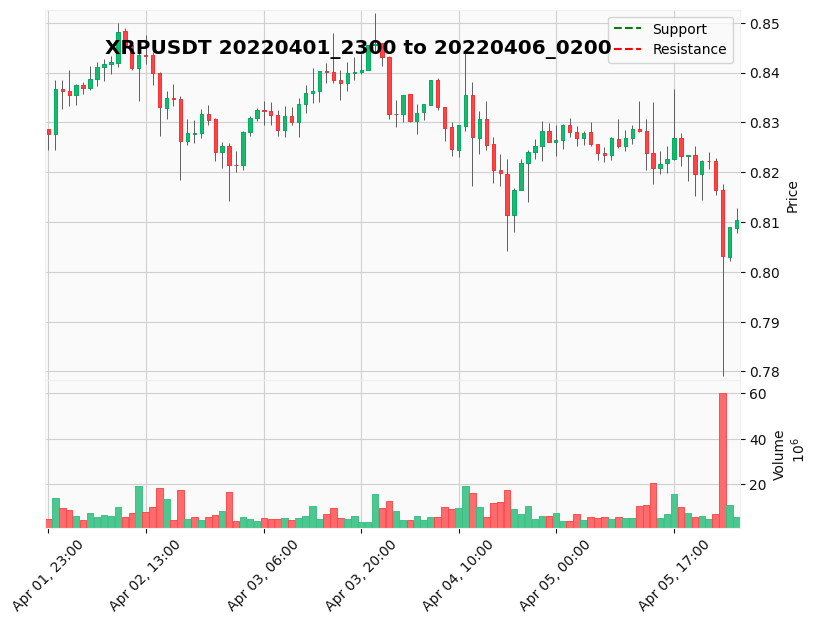 XRPUSDT 20220401_2300 to 20220406_0200
Support
Resistance
0.85
0.84
0.83
0.82
0.81
0.80
0.79
0.78
Price
60
40
20
Volume
10⁶
Apr 01, 23:00
Apr 02, 13:00
Apr 03, 06:00
Apr 03, 20:00
Apr 04, 10:00
Apr 05, 00:00
Apr 05, 17:00